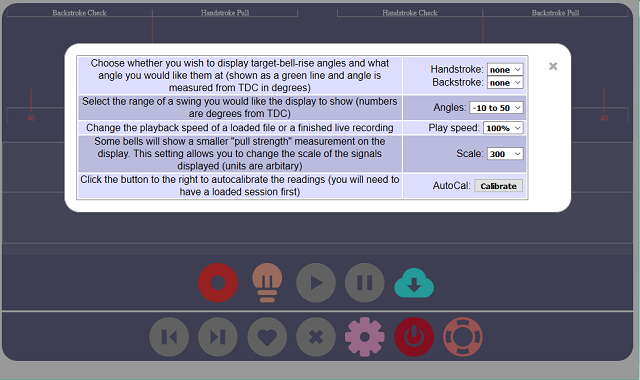 Backstroke Check Handstroke Pull Handstroke Check Backstroke Pull
Choose whether you wish to display target-bell-rise angles and what
angle you would like them at (shown as a green line and angle is
measured from TDC in degrees)
Handstroke: none
Backstroke: none
Select the range of a swing you would like the display to show (numbers
are degrees from TDC)
Angles: -10 to 50
Change the playback speed of a loaded file or a finished live recording
Play speed: 100%
Some bells will show a smaller "pull strength" measurement on the
display. This setting allows you to change the scale of the signals
displayed (units are arbitary)
Scale: 300
Click the button to the right to autocalibrate the readings (you will need to
have a loaded session first)
AutoCal: Calibrate